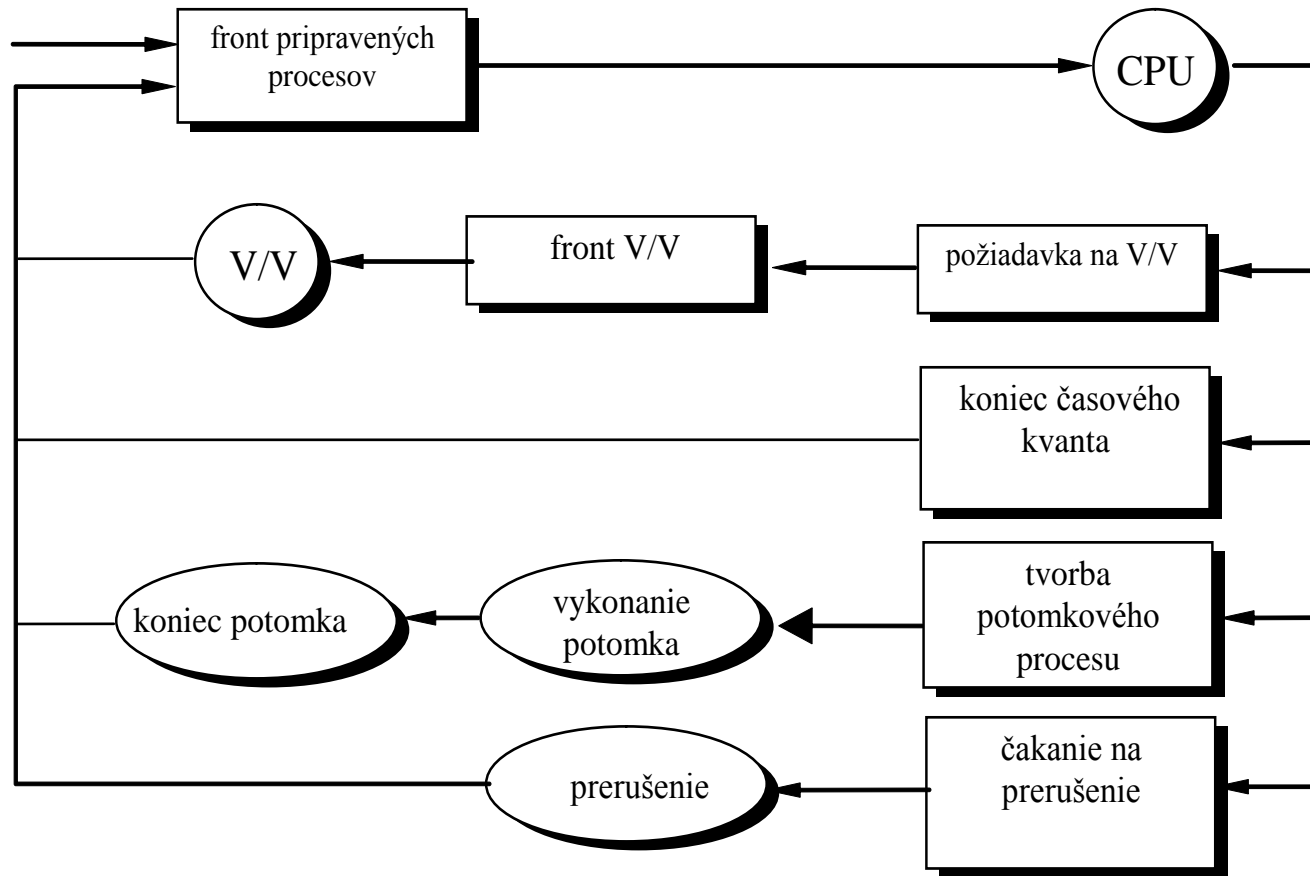 front pripravených
procesov
CPU
V/V
front V/V
požiadavka na V/V
koniec časového
kvanta
koniec potomka
vykonanie
potomka
tvorba
potomkového
procesu
prerušenie
čakanie na
prerušenie